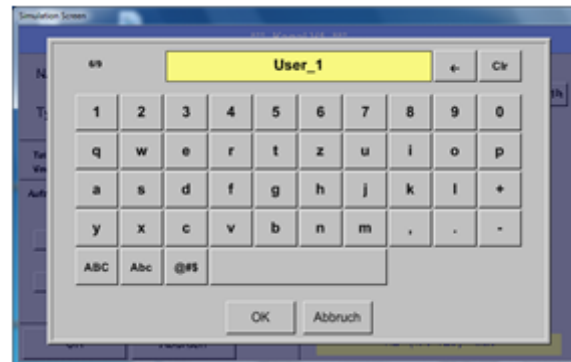 Simulation Screen
6/9
User_1
← Clr
1 2 3 4 5 6 7 8 9 0
q w e r t z u i o p
a s d f g h j k l +
y x c v b n m , . -
ABC Abc @#$
OK Abbruch